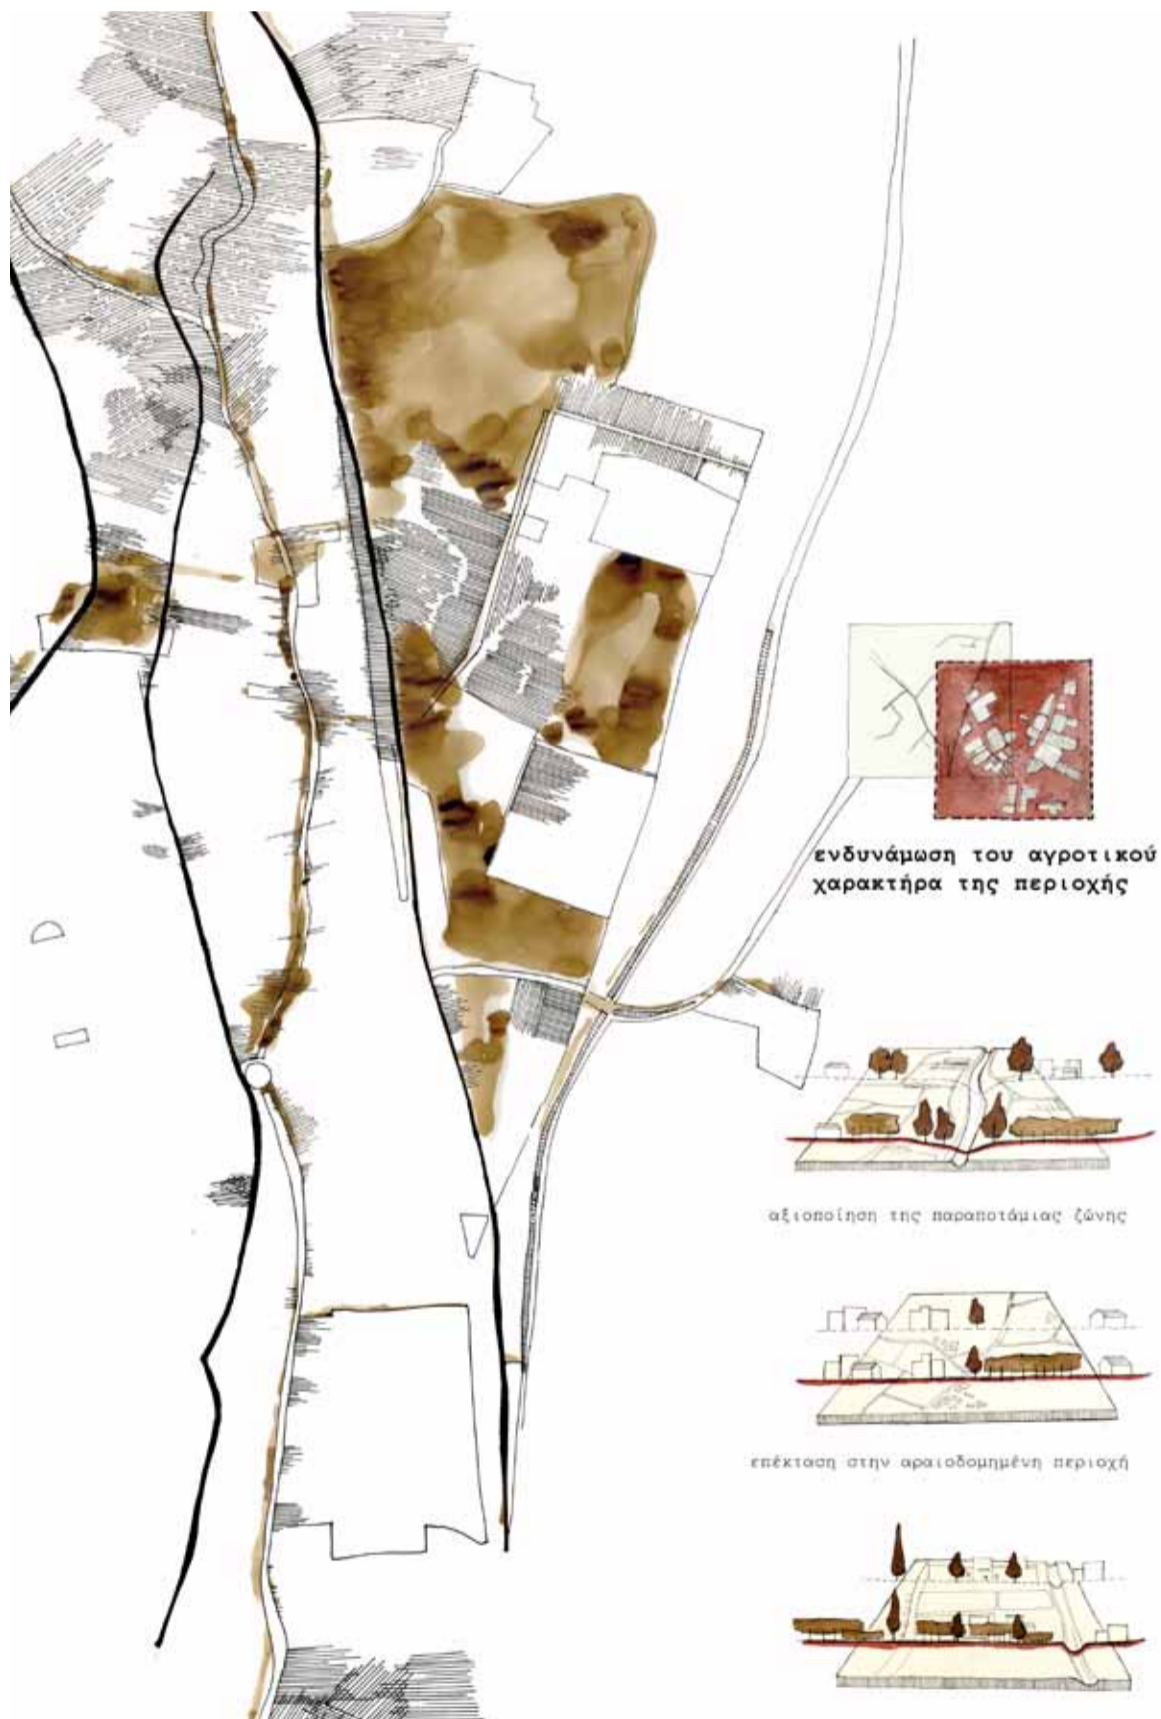 ενδυνάμωση του αγροτικού
χαρακτήρα της περιοχής
αξιοποίηση της παραποτάμιας ζώνης
επέκταση στην αραιοδομημένη περιοχή